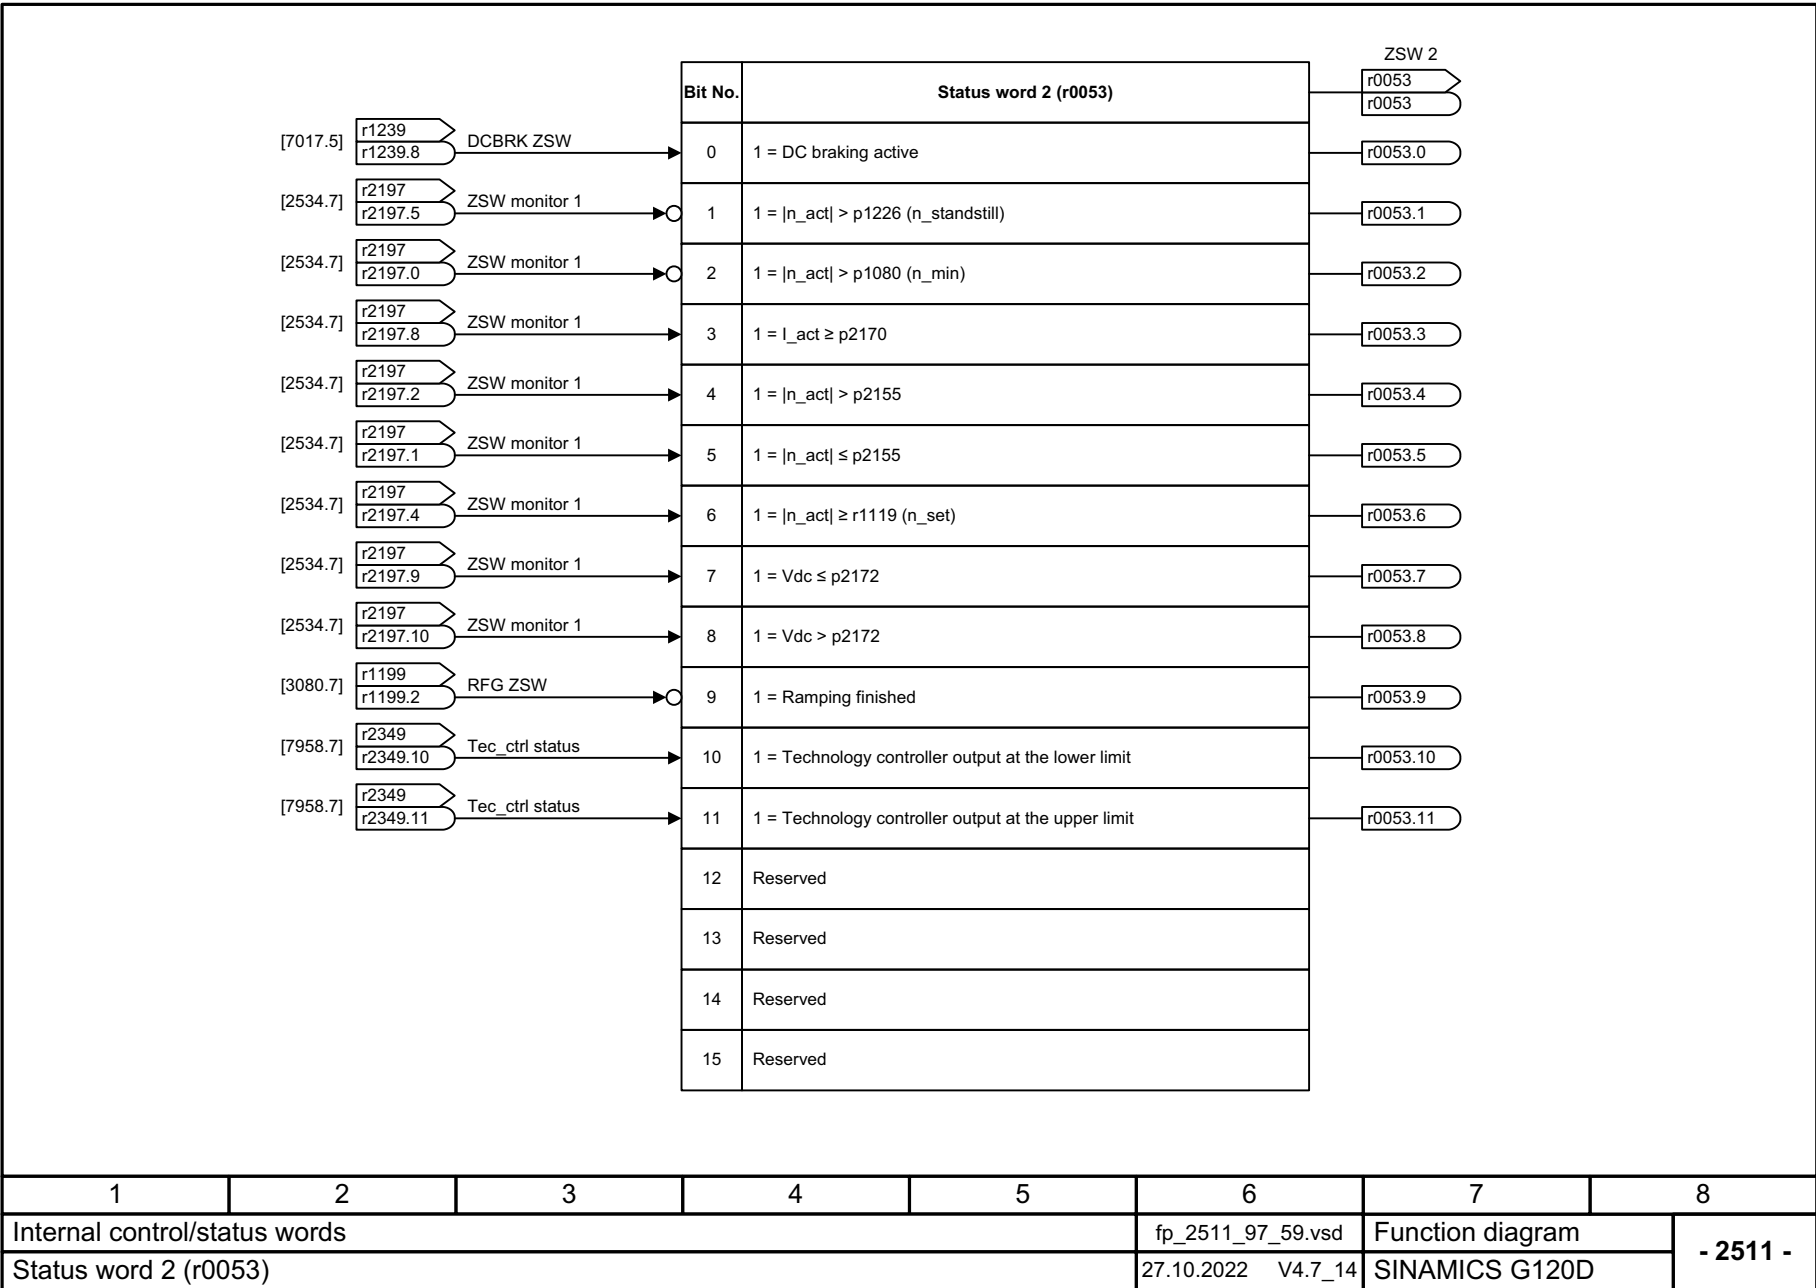 ZSW 2
Bit No. Status word 2 (r0053) r0053
r0053
[7017.5] r1239 DCBRK ZSW
r1239.8 0 1 = DC braking active r0053.0
[2534.7] r2197 ZSW monitor 1
r2197.5 1 1 = |n_act| > p1226 (n_standstill) r0053.1
[2534.7] r2197 ZSW monitor 1
r2197.0 2 1 = |n_act| > p1080 (n_min) r0053.2
[2534.7] r2197 ZSW monitor 1
r2197.8 3 1 = I_act ≥ p2170 r0053.3
[2534.7] r2197 ZSW monitor 1
r2197.2 4 1 = |n_act| > p2155 r0053.4
[2534.7] r2197 ZSW monitor 1
r2197.1 5 1 = |n_act| ≤ p2155 r0053.5
[2534.7] r2197 ZSW monitor 1
r2197.4 6 1 = |n_act| ≥ r1119 (n_set) r0053.6
[2534.7] r2197 ZSW monitor 1
r2197.9 7 1 = Vdc ≤ p2172 r0053.7
[2534.7] r2197 ZSW monitor 1
r2197.10 8 1 = Vdc > p2172 r0053.8
[3080.7] r1199 RFG ZSW
r1199.2 9 1 = Ramping finished r0053.9
[7958.7] r2349 Tec_ctrl status
r2349.10 10 1 = Technology controller output at the lower limit r0053.10
[7958.7] r2349 Tec_ctrl status
r2349.11 11 1 = Technology controller output at the upper limit r0053.11
12 Reserved
13 Reserved
14 Reserved
15 Reserved
1 2 3 4 5 6 7 8
Internal control/status words fp_2511_97_59.vsd Function diagram
- 2511 -
Status word 2 (r0053) 27.10.2022 V4.7_14 SINAMICS G120D